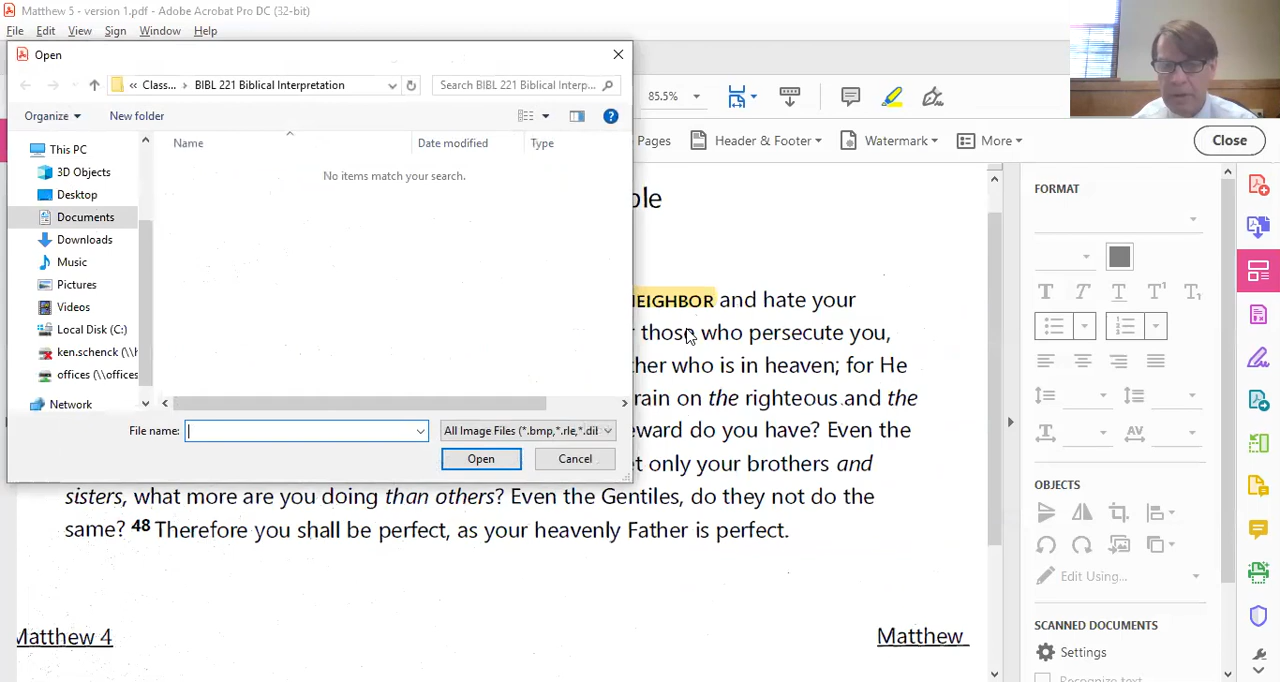 Matthew 5 - version 1.pdf - Adobe Acrobat Pro DC (32-bit)
File Edit View Sign Window Help
Open
« Class... › BIBL 221 Biblical Interpretation
Search BIBL 221 Biblical Interp...
Organize
New folder
Name
Date modified
Type
No items match your search.
This PC
3D Objects
Desktop
Documents
Downloads
Music
Pictures
Videos
Local Disk (C:)
ken.schenck (\\
offices (\\offices
Network
File name:
All Image Files (*.bmp,*.rle,*.dil
Open
Cancel
85.5%
Pages
Header & Footer
Watermark
More
Close
ble
EIGHBOR and hate your
those who persecute you,
ther who is in heaven; for He
rain on the righteous and the
eward do you have? Even the
t only your brothers and
sisters, what more are you doing than others? Even the Gentiles, do they not do the
same? 48 Therefore you shall be perfect, as your heavenly Father is perfect.
Matthew 4
Matthew
FORMAT
OBJECTS
Edit Using...
SCANNED DOCUMENTS
Settings
Recognize text